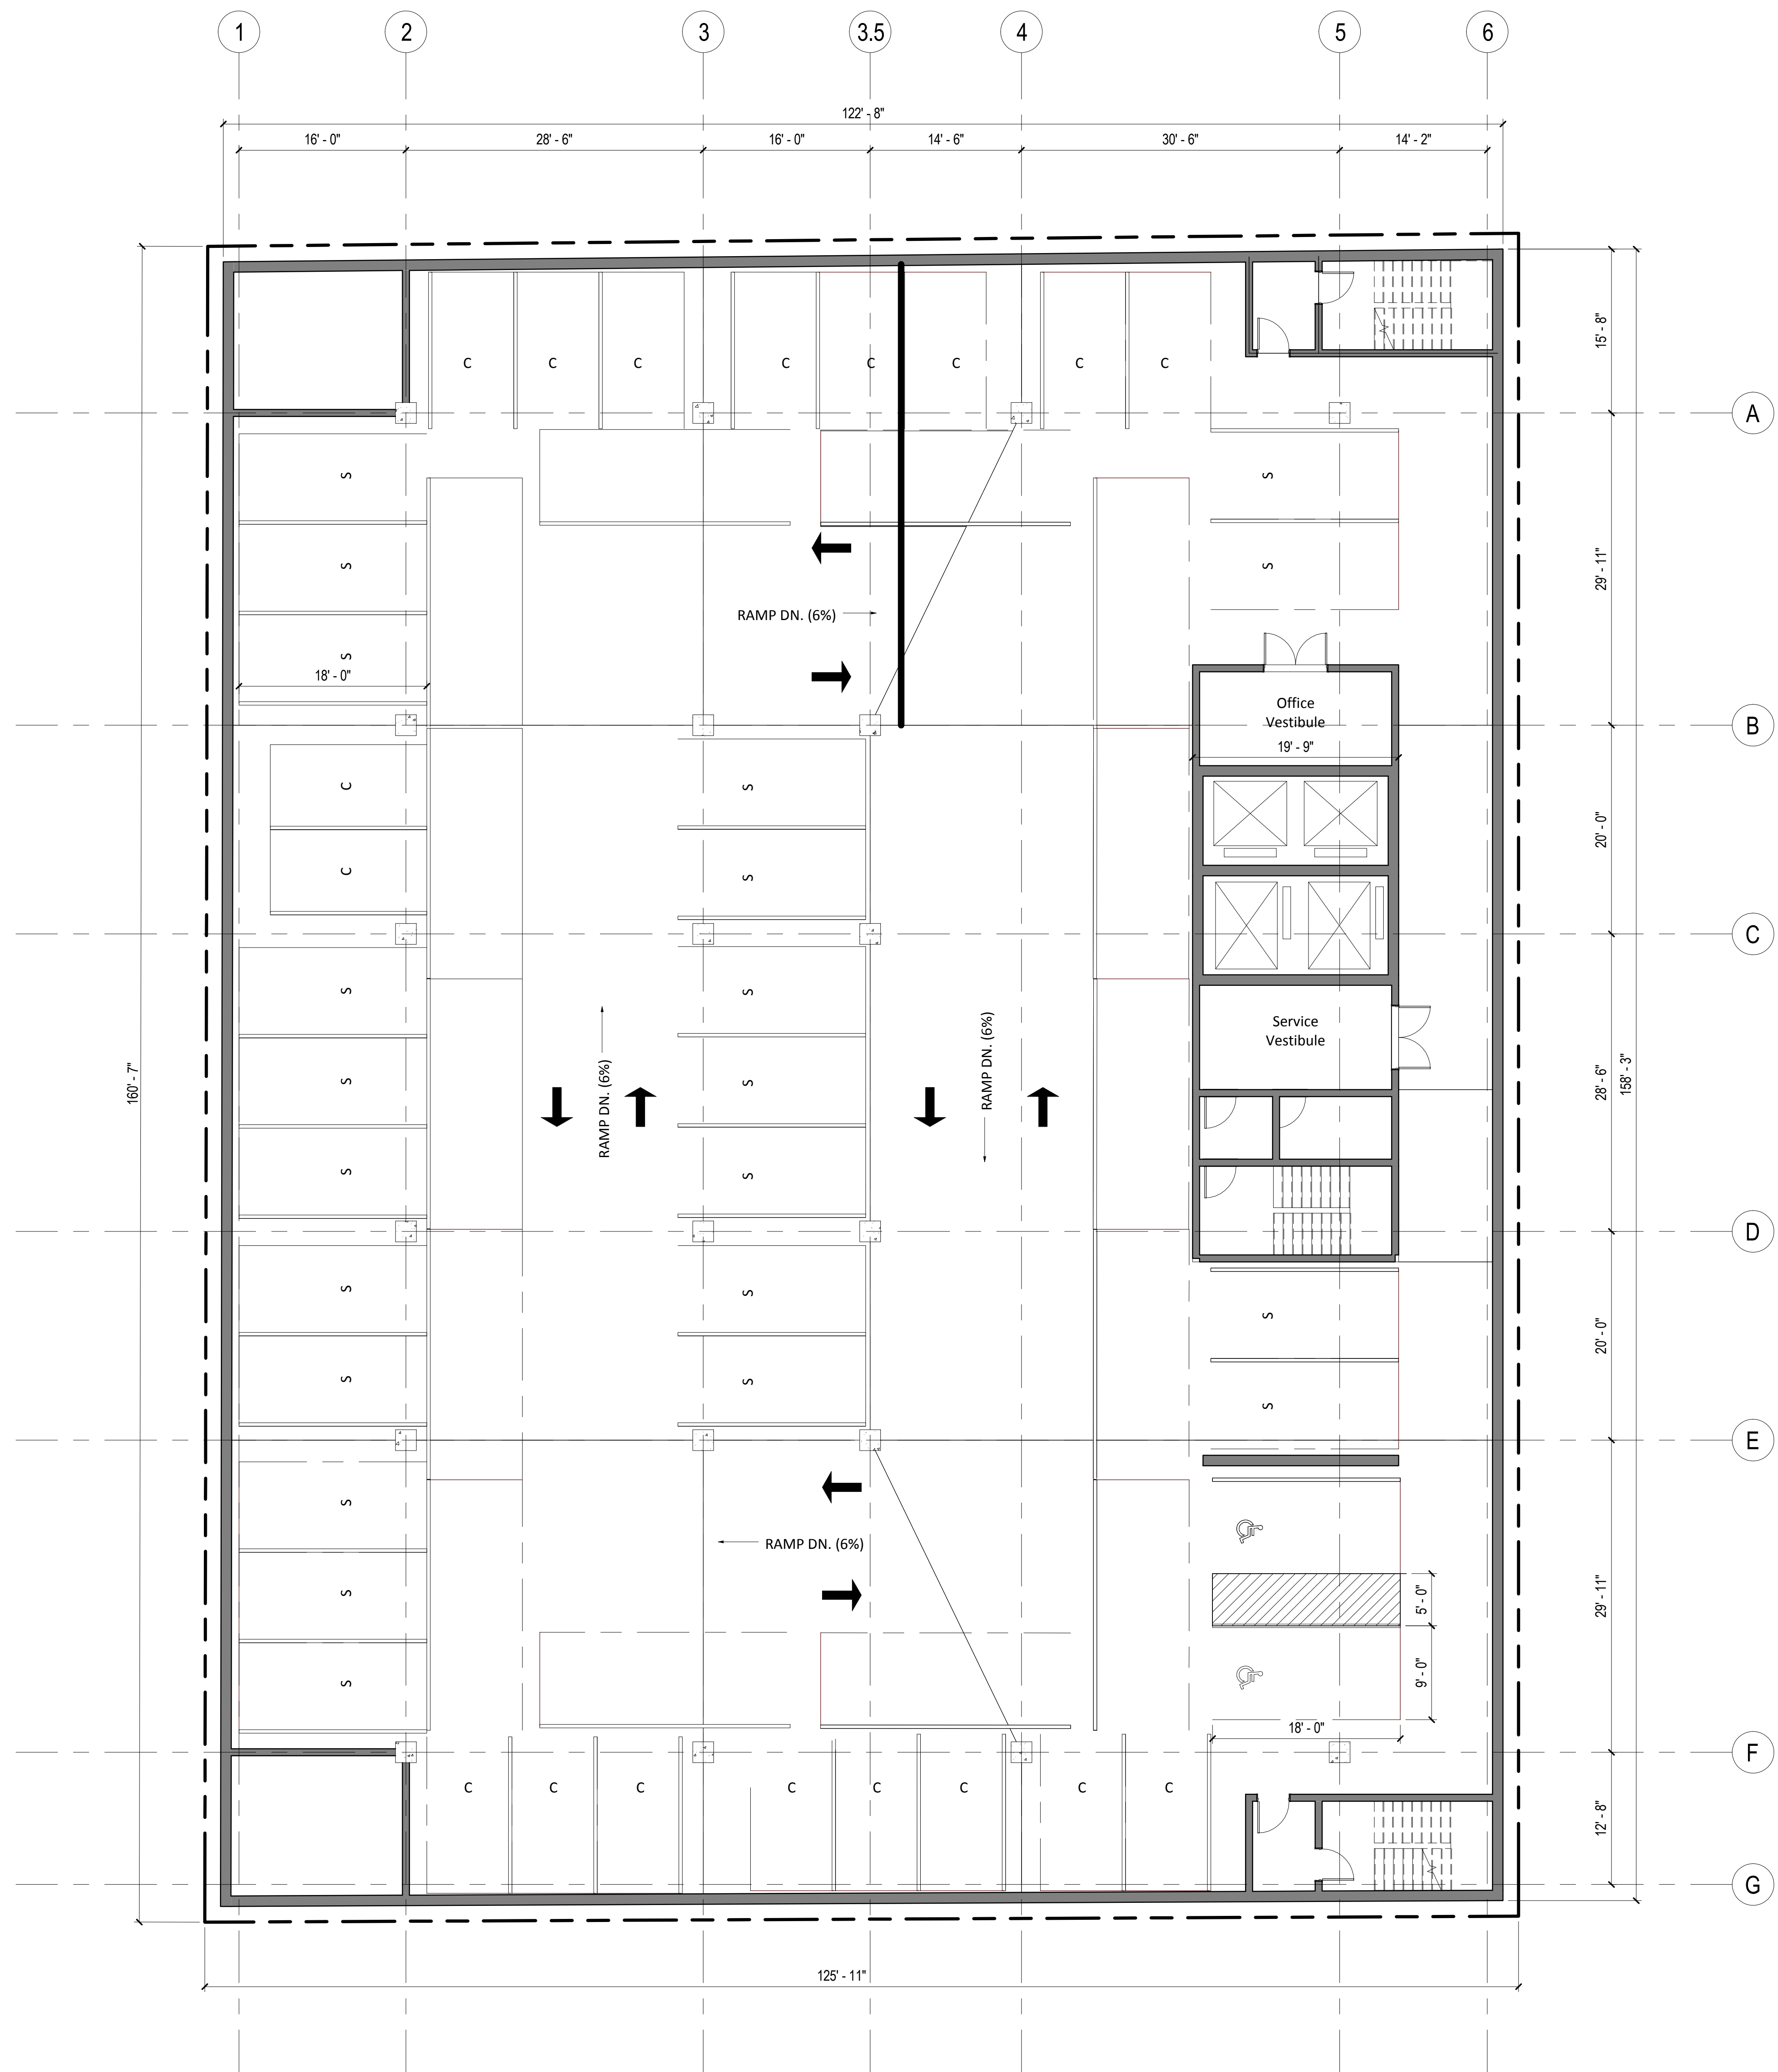 1 2 3 3.5 4 5 6
122' - 8"
16' - 0" 28' - 6" 16' - 0" 14' - 6" 30' - 6" 14' - 2"
15' - 8"
C C C C C C C C
A
S S
29' - 11"
S S
RAMP DN. (6%)
S
18' - 0"
Office
Vestibule
B
19' - 9"
C S
20' - 0"
C S
C
S S
Service
Vestibule
RAMP DN. (6%)
RAMP DN. (6%)
160' - 7"
28' - 6"
158' - 3"
S S
S S
D
S S
S
20' - 0"
S S
S
E
S
RAMP DN. (6%)
S
5' - 0"
29' - 11"
S
9' - 0"
18' - 0"
F
C C C C C C C C
12' - 8"
G
125' - 11"